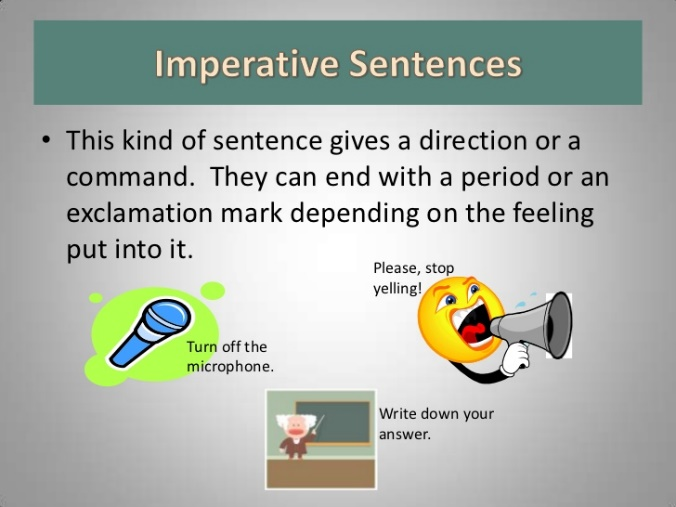 Imperative Sentences
• This kind of sentence gives a direction or a
command.  They can end with a period or an
exclamation mark depending on the feeling
put into it.
Please, stop
yelling!
Turn off the
microphone.
Write down your
answer.